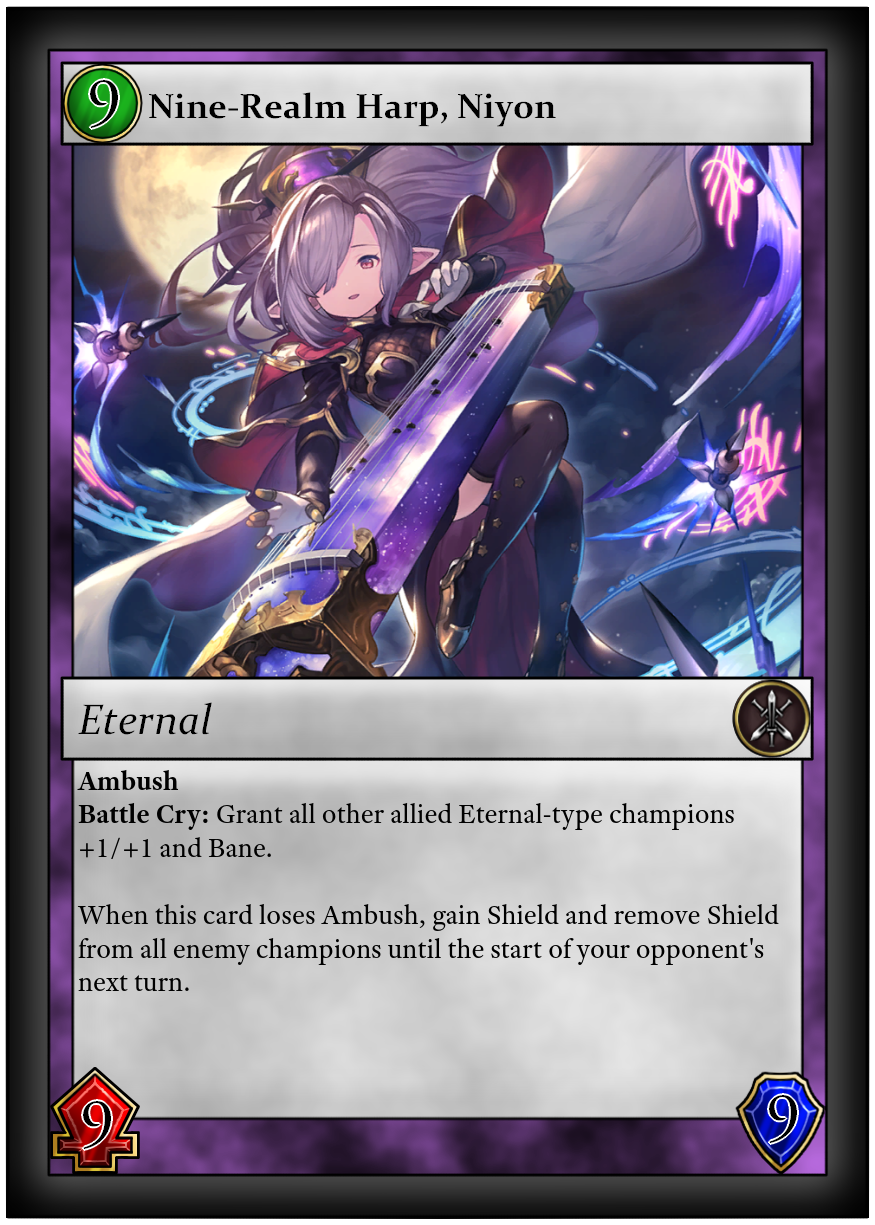 9 Nine-Realm Harp, Niyon
Eternal
Ambush
Battle Cry: Grant all other allied Eternal-type champions
+1/+1 and Bane.
When this card loses Ambush, gain Shield and remove Shield
from all enemy champions until the start of your opponent's
next turn.
9 9